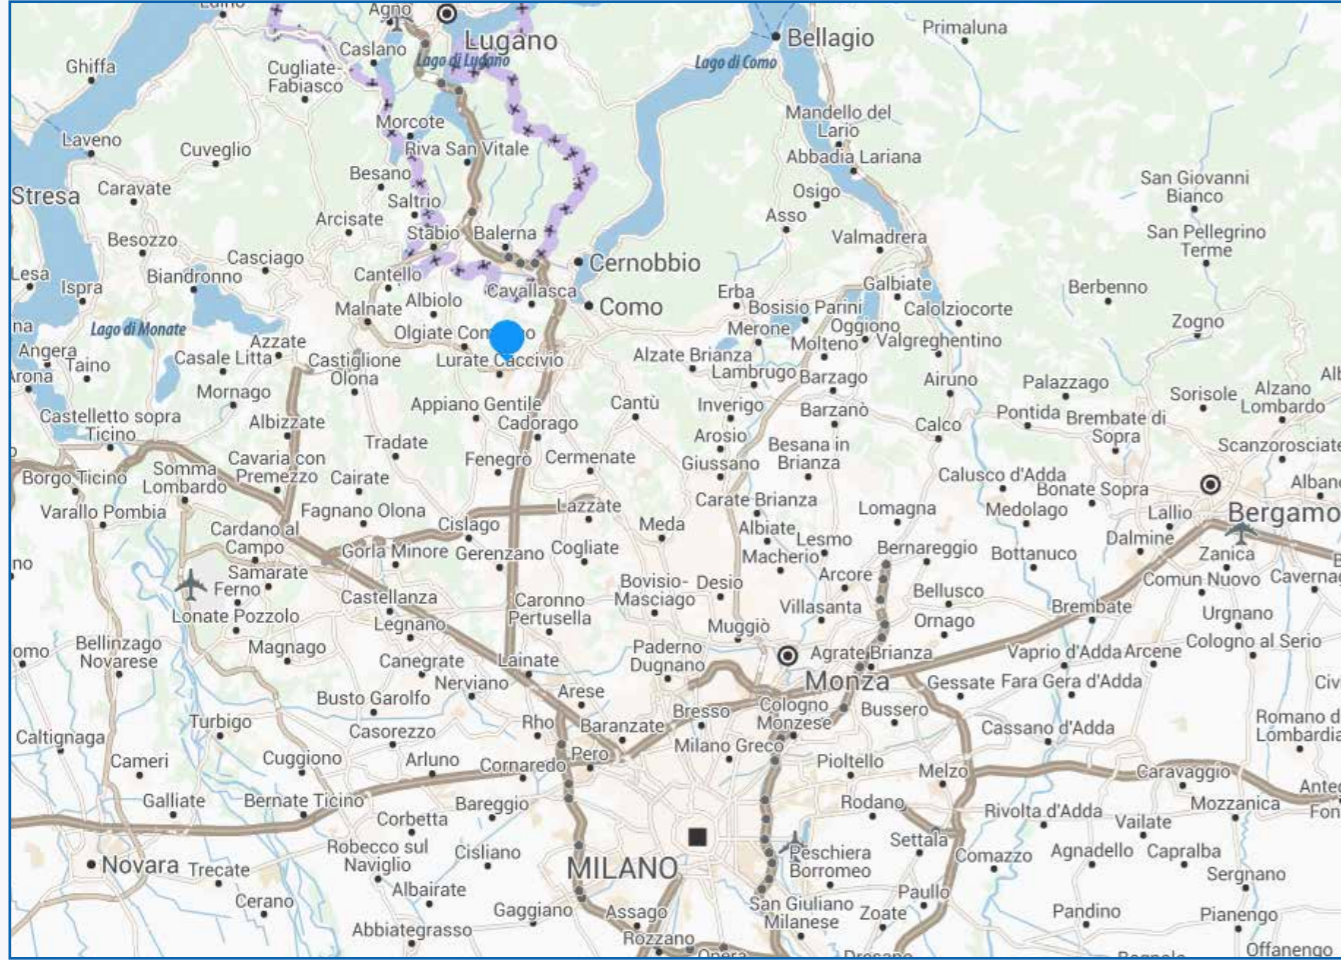 Agno
Lugano
Caslano
Lago di Lugano
Bellagio
Primaluna
Ghiffa
Cugliate-
Fabiasco
Lago di Como
Mandello del
Lario
Morcote
Laveno
Cuveglio
Riva San Vitale
Abbadia Lariana
Besano
Stresa
Caravate
Saltrio
Osigo
San Giovanni
Bianco
Arcisate
Asso
Stabio
Balerna
Valmadrera
San Pellegrino
Terme
Besozzo
Casciago
Cernobbio
Lesa
Biandronno
Cantello
Ispra
Albiolo
Cavallasca
Como
Erba
Bosisio Parini
Galbiate
Calolziocorte
Berbenno
Malnate
Lago di Monate
Olgiate Com
no
Merone
Oggiono
Zogno
Angera
Azzate
Molteno
Valgreghentino
Taino
Casale Litta
Castiglione
Olona
Lurate Caccivio
Alzate Brianza
Lambrugo
Barzago
Airuno
Palazzago
Mornago
Sorisole
Alzano
Lombardo
Castelletto sopra
Ticino
Albizzate
Appiano Gentile
Cantù
Inverigo
Barzanò
Pontida
Brembate di
Sopra
Cadorago
Calco
Tradate
Arosio
Besana in
Brianza
Scanzorosciate
Borgo Ticino
Somma
Lombardo
Cavaria con
Premezzo
Cairate
Fenegrò
Cermenate
Giussano
Calusco d'Adda
Bonate Sopra
Varallo Pombia
Fagnano Olona
Lazzate
Carate Brianza
Lomagna
Medolago
Lallio
Bergamo
Cardano al
Campo
Cislago
Meda
Albiate
Lesmo
Dalmine
Gorla Minore
Gerenzano
Cogliate
Macherio
Bernareggio
Bottanuco
Zanica
Samarate
Ferno
Castellanza
Bovisio-
Masciago
Desio
Arcore
Bellusco
Comun Nuovo
Lonate Pozzolo
Caronno
Pertusella
Villasanta
Brembate
Urgnano
Legnano
Muggiò
Ornago
Bellinzago
Novarese
Magnago
Canegrate
Lainate
Paderno
Dugnano
Agrate Brianza
Vaprio d'Adda
Arcene
Cologno al Serio
Monza
Nerviano
Gessate
Fara Gera d'Adda
Busto Garolfo
Arese
Cologno
Monzese
Bussero
Turbigo
Rho
Baranzate
Bresso
Cassano d'Adda
Romano d
Lombardia
Caltignaga
Casorezzo
Milano Greco
Cameri
Cuggiono
Arluno
Cornaredo
Pero
Pioltello
Melzo
Caravaggio
Galliate
Bernate Ticino
Bareggio
Rodano
Rivolta d'Adda
Mozzanica
Corbetta
Vailate
Robecco sul
Naviglio
Cisliano
MILANO
Peschiera
Borromeo
Settala
Comazzo
Agnadello
Capralba
Novara
Trecate
Sergnano
Albairate
Cerano
Gaggiano
Assago
San Giuliano
Milanese
Paullo
Zoate
Pandino
Pianengo
Abbiategrasso
Rozzano
Opera
Offanengo